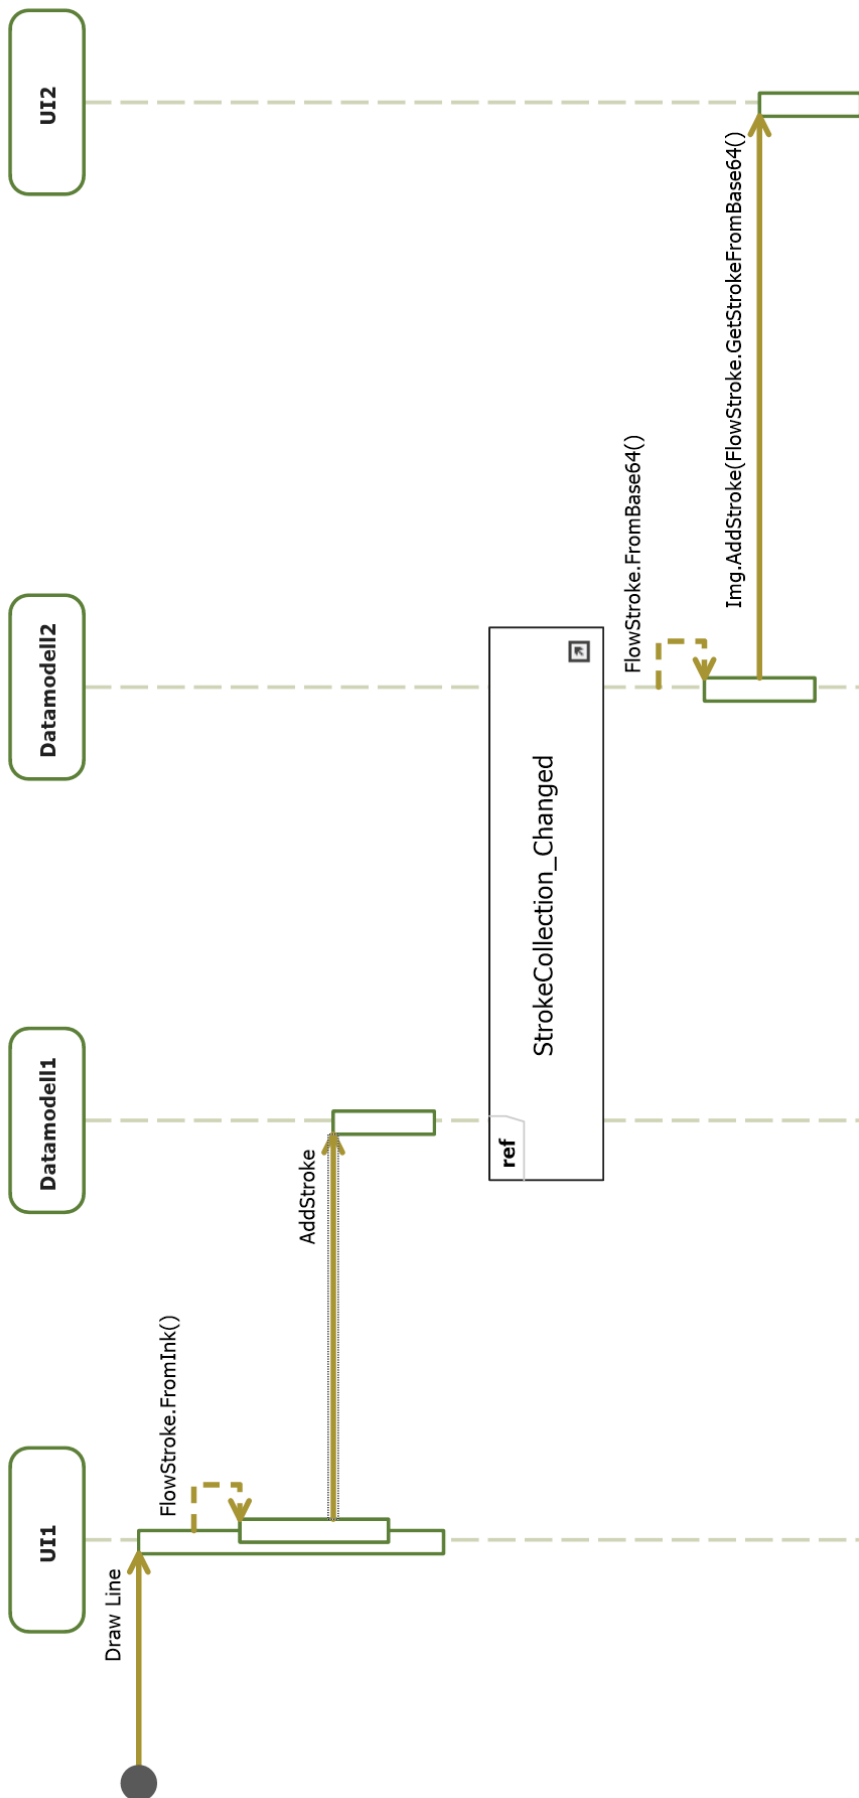 UI1
Datamodell1
Datamodell2
UI2
Draw Line
FlowStroke.FromInk()
AddStroke
ref
StrokeCollection_Changed
FlowStroke.FromBase64()
Img.AddStroke(FlowStroke.GetStrokeFromBase64()